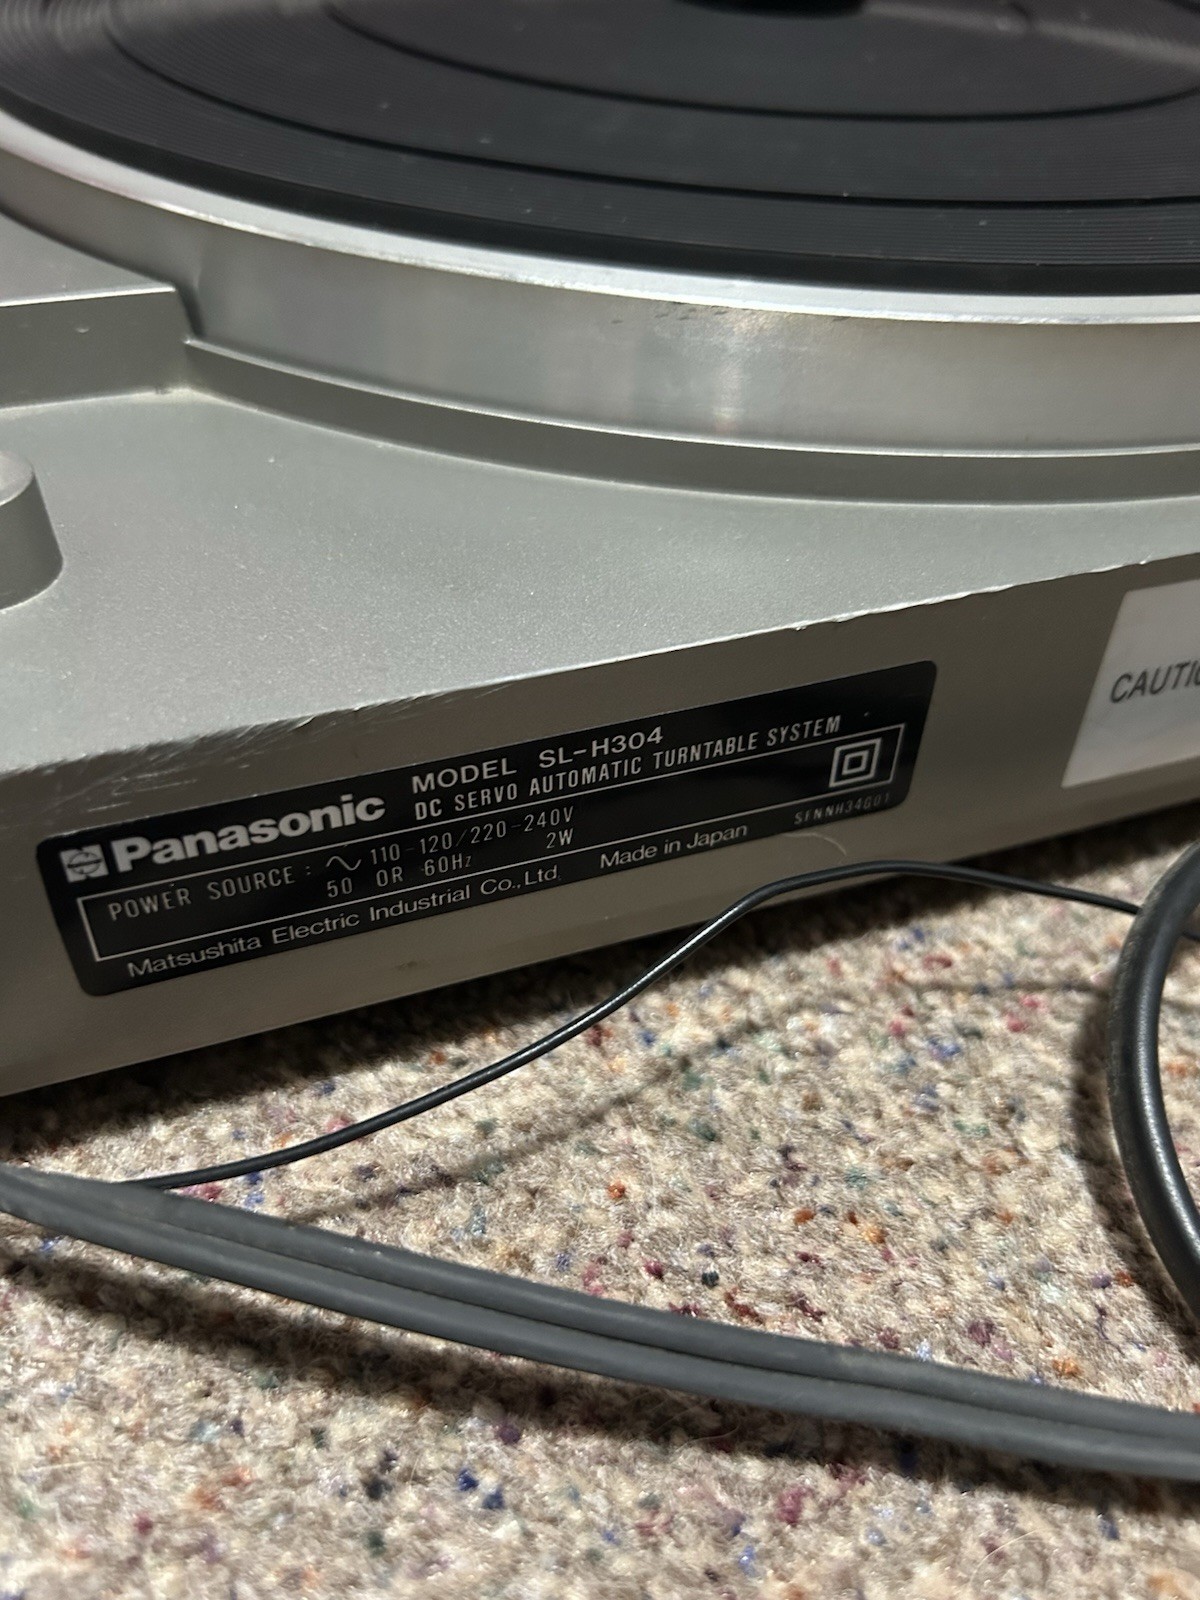 MODEL SL-H304
Panasonic DC SERVO AUTOMATIC TURNTABLE SYSTEM
POWER SOURCE : ∿ 110-120/220-240V
50 OR 60Hz 2W
Matsushita Electric Industrial Co., Ltd. Made in Japan SFNNH34G01